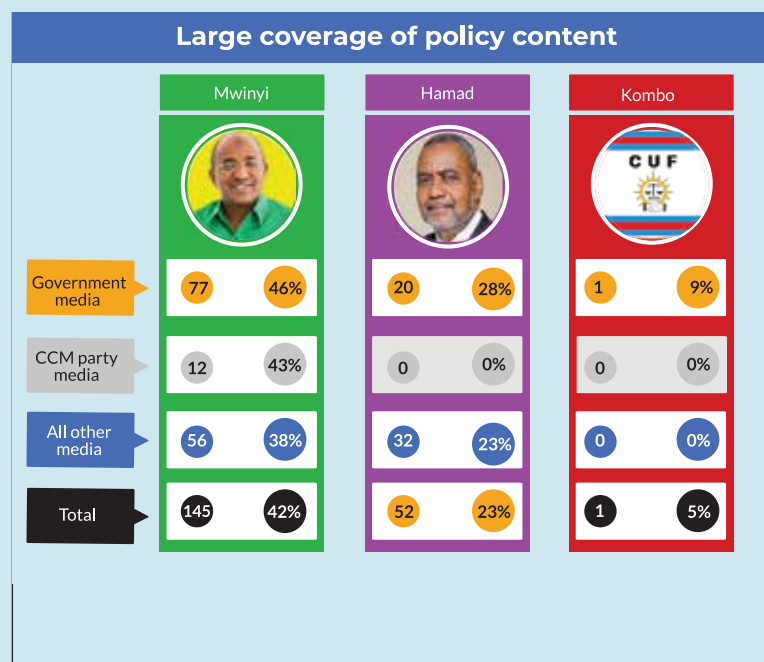 Large coverage of policy content
Mwinyi Hamad Kombo
CUF
Government
media
77 46% 20 28% 1 9%
CCM party
media
12 43% 0 0% 0 0%
All other
media
56 38% 32 23% 0 0%
Total
145 42% 52 23% 1 5%